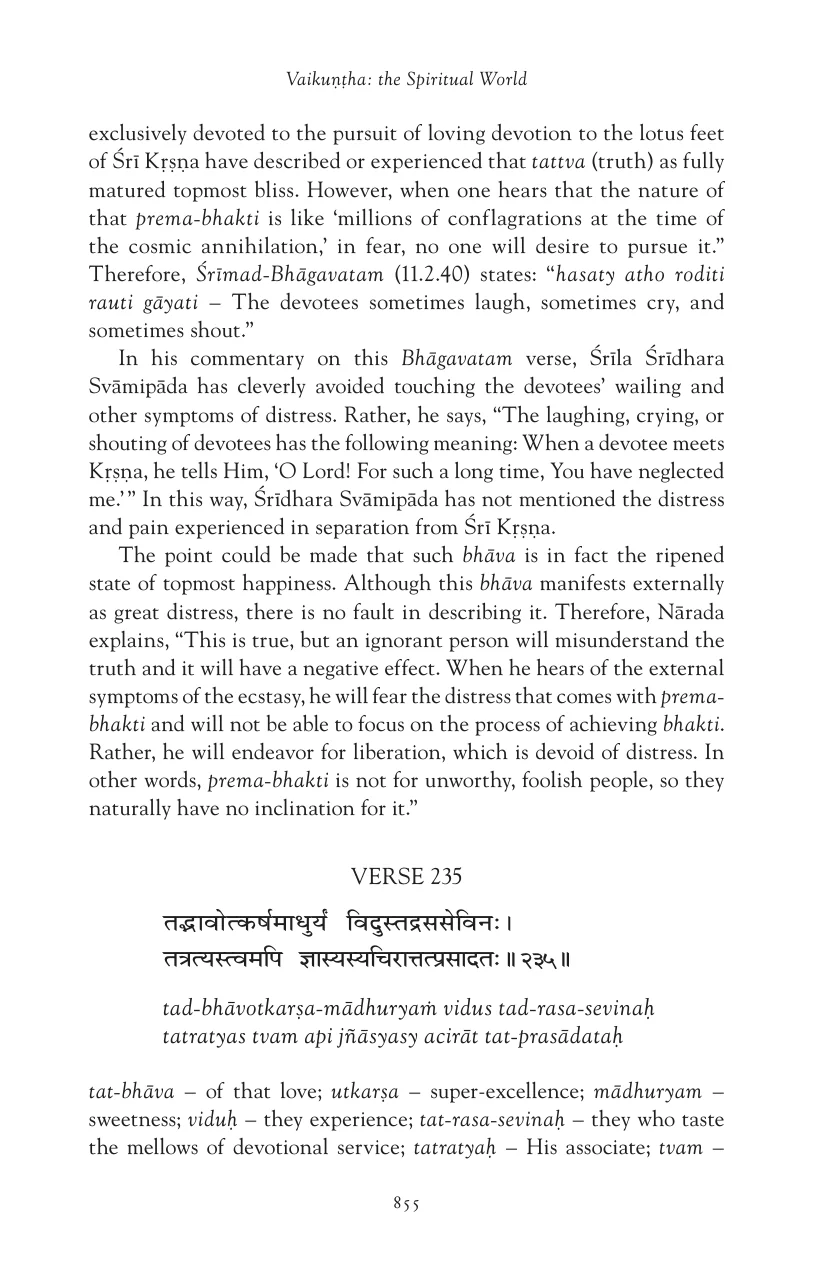 Vaikuṇṭha: the Spiritual World
exclusively devoted to the pursuit of loving devotion to the lotus feet
of Śrī Kṛṣṇa have described or experienced that tattva (truth) as fully
matured topmost bliss. However, when one hears that the nature of
that prema-bhakti is like ‘millions of conflagrations at the time of
the cosmic annihilation,’ in fear, no one will desire to pursue it.”
Therefore, Śrīmad-Bhāgavatam (11.2.40) states: “hasaty atho roditi
rauti gāyati – The devotees sometimes laugh, sometimes cry, and
sometimes shout.”
In his commentary on this Bhāgavatam verse, Śrīla Śrīdhara
Svāmipāda has cleverly avoided touching the devotees’ wailing and
other symptoms of distress. Rather, he says, “The laughing, crying, or
shouting of devotees has the following meaning: When a devotee meets
Kṛṣṇa, he tells Him, ‘O Lord! For such a long time, You have neglected
me.’” In this way, Śrīdhara Svāmipāda has not mentioned the distress
and pain experienced in separation from Śrī Kṛṣṇa.
The point could be made that such bhāva is in fact the ripened
state of topmost happiness. Although this bhāva manifests externally
as great distress, there is no fault in describing it. Therefore, Nārada
explains, “This is true, but an ignorant person will misunderstand the
truth and it will have a negative effect. When he hears of the external
symptoms of the ecstasy, he will fear the distress that comes with prema-
bhakti and will not be able to focus on the process of achieving bhakti.
Rather, he will endeavor for liberation, which is devoid of distress. In
other words, prema-bhakti is not for unworthy, foolish people, so they
naturally have no inclination for it.”
VERSE 235
तद्भावोत्कर्षमाधुर्यं विदुस्तद्रससेविनः।
तत्रत्यस्त्वमपि ज्ञास्यस्यचिरात्तत्प्रसादतः॥२३५॥
tad-bhāvotkarṣa-mādhuryaṁ vidus tad-rasa-sevinaḥ
tatratyas tvam api jñāsyasy acirāt tat-prasādataḥ
tat-bhāva – of that love; utkarṣa – super-excellence; mādhuryam –
sweetness; viduḥ – they experience; tat-rasa-sevinaḥ – they who taste
the mellows of devotional service; tatratyaḥ – His associate; tvam –
855